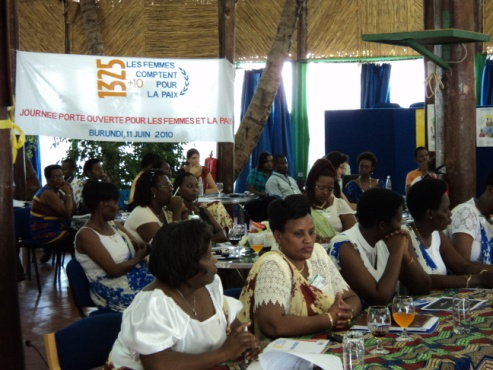 1325
+10
LES FEMMES
COMPTENT
POUR
LA PAIX
JOURNEE PORTE OUVERTE POUR LES FEMMES ET LA PAIX
BURUNDI, 11 JUIN 2010